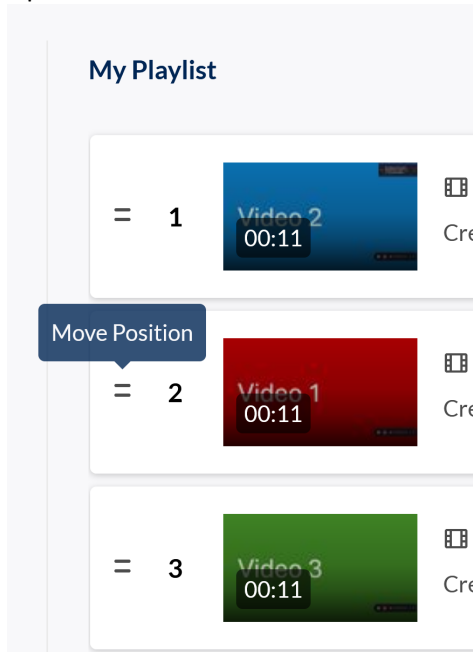 My Playlist
1
Video 2
00:11
Cre
Move Position
2
Video 1
00:11
Cre
3
Video 3
00:11
Cre